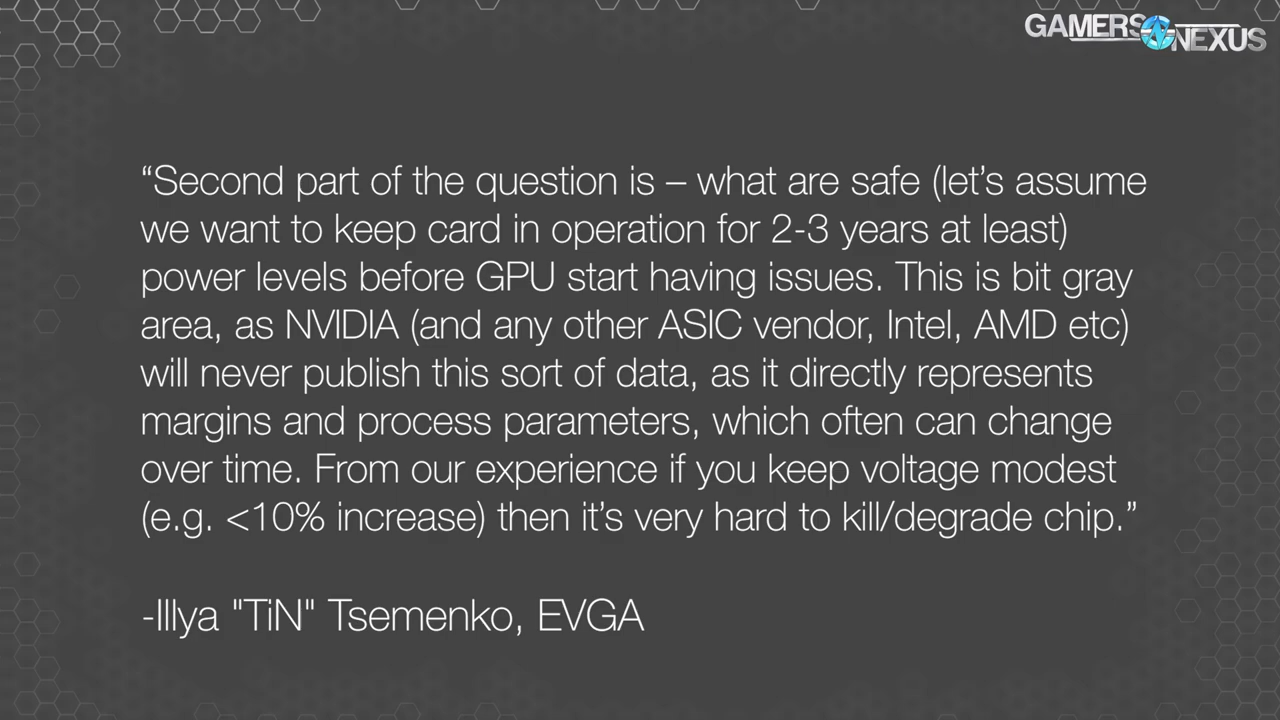 GAMERS NEXUS
“Second part of the question is – what are safe (let’s assume
we want to keep card in operation for 2-3 years at least)
power levels before GPU start having issues. This is bit gray
area, as NVIDIA (and any other ASIC vendor, Intel, AMD etc)
will never publish this sort of data, as it directly represents
margins and process parameters, which often can change
over time. From our experience if you keep voltage modest
(e.g. <10% increase) then it’s very hard to kill/degrade chip.”
-Illya "TiN" Tsemenko, EVGA